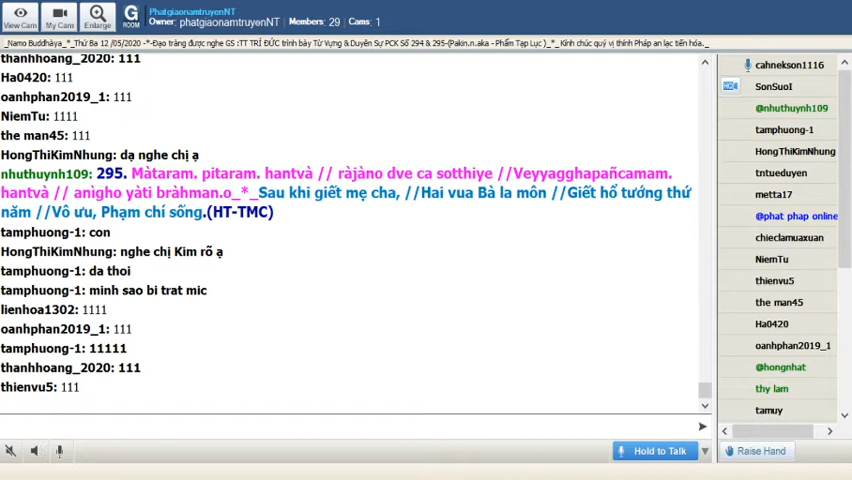 View Cam
My Cam
Enlarge
G ROOM
PhatgiaonamtruyenNT
Owner: phatgiaonamtruyenNT
Members: 29
Cams: 1
_Namo Buddhàya_*_Thứ Ba 12 /05/2020 -*-Đạo tràng được nghe GS :TT TRÍ ĐỨC trình bày Từ Vựng &Duyên Sự PCK Số 294 & 295-(Pakin.n.aka - Phẩm Tạp Lục )_*_ Kính chúc quý vị thính Pháp an lạc tiến hóa._
thanhhoang_2020: 111
Ha0420: 111
oanhphan2019_1: 111
NiemTu: 1111
the man45: 111
HongThiKimNhung: dạ nghe chị ạ
nhuthuynh109: 295. Màtaram. pitaram. hantvà // ràjàno dve ca sotthiye //Veyyagghapañcamam.
hantvà // anìgho yàti bràhman.o_*_Sau khi giết mẹ cha, //Hai vua Bà la môn //Giết hổ tướng thứ
năm //Vô ưu, Phạm chí sống.(HT-TMC)
tamphuong-1: con
HongThiKimNhung: nghe chị Kim rõ ạ
tamphuong-1: da thoi
tamphuong-1: minh sao bi trat mic
lienhoa1302: 1111
oanhphan2019_1: 111
tamphuong-1: 11111
thanhhoang_2020: 111
thienvu5: 111
Hold to Talk
cahnekson1116
SonSuoI
@nhuthuynh109
tamphuong-1
HongThiKimNhung
tntueduyen
metta17
@phat phap online
chieclamuaxuan
NiemTu
thienvu5
the man45
Ha0420
oanhphan2019_1
@hongnhat
thy lam
tamuy
Raise Hand